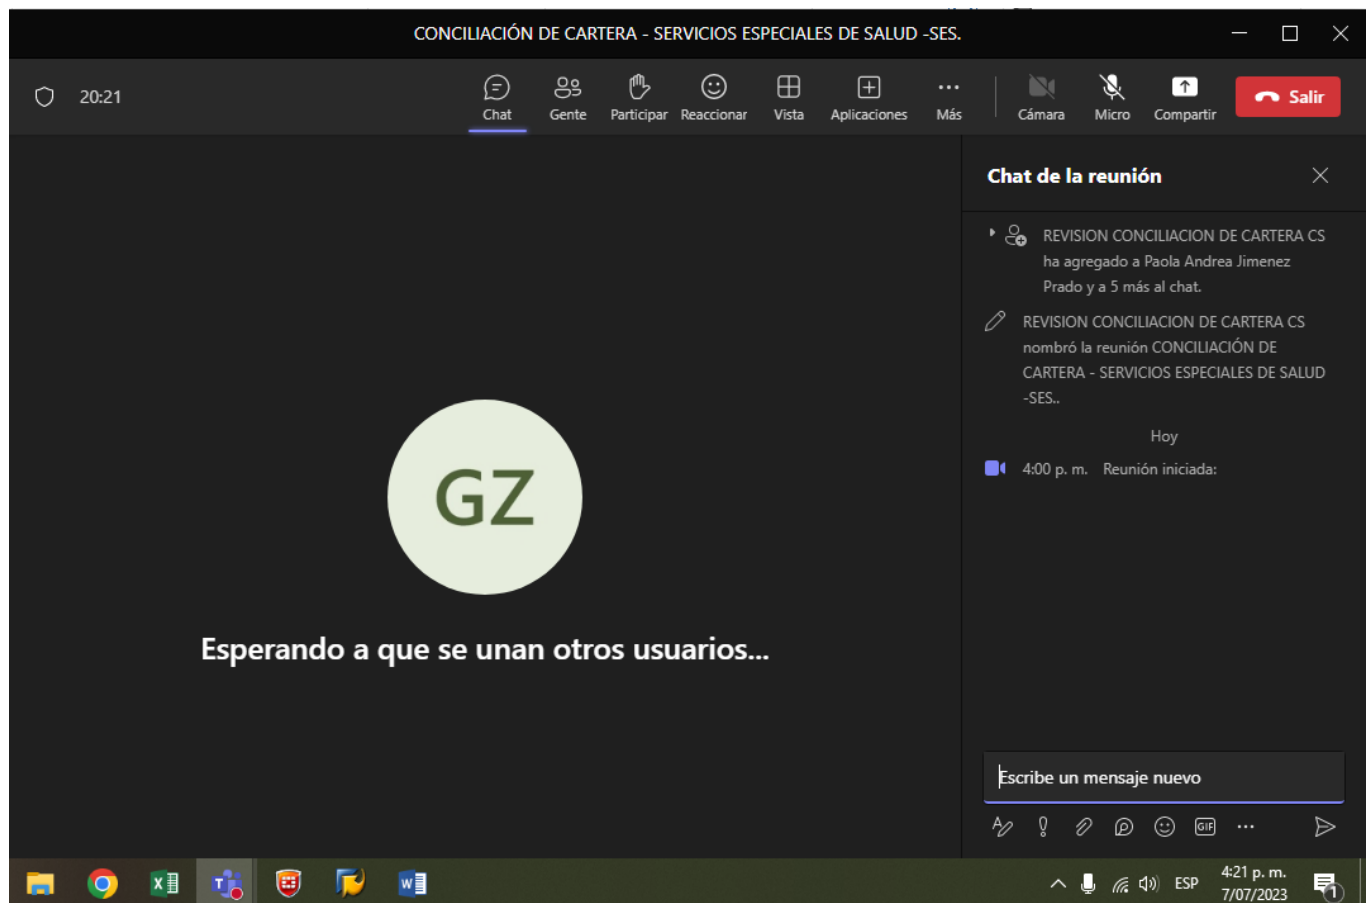 CONCILIACIÓN DE CARTERA - SERVICIOS ESPECIALES DE SALUD -SES.
20:21
Chat
Gente
Participar
Reaccionar
Vista
Aplicaciones
Más
Cámara
Micro
Compartir
Salir
Chat de la reunión
REVISION CONCILIACION DE CARTERA CS
ha agregado a Paola Andrea Jimenez
Prado y a 5 más al chat.
REVISION CONCILIACION DE CARTERA CS
nombró la reunión CONCILIACIÓN DE
CARTERA - SERVICIOS ESPECIALES DE SALUD
-SES..
Hoy
4:00 p. m. Reunión iniciada:
GZ
Esperando a que se unan otros usuarios...
Escribe un mensaje nuevo
GIF
ESP
4:21 p. m.
7/07/2023
1